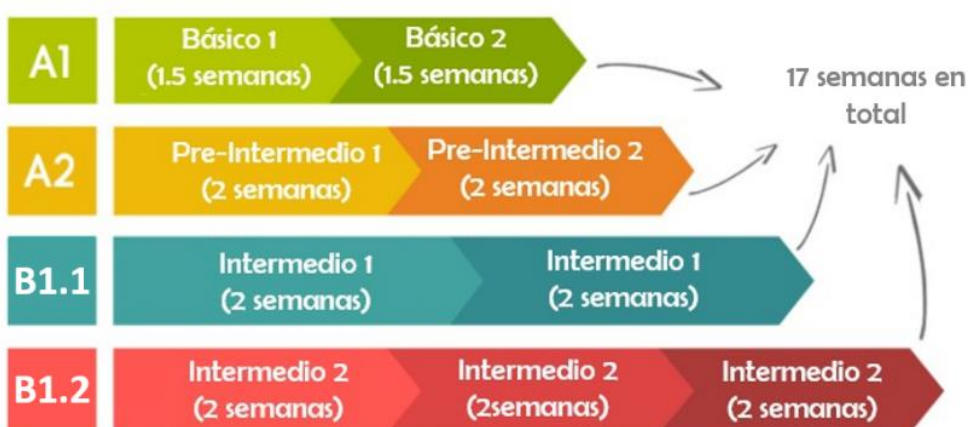 A1
Básico 1
(1.5 semanas)
Básico 2
(1.5 semanas)
17 semanas en
total
A2
Pre-Intermedio 1
(2 semanas)
Pre-Intermedio 2
(2 semanas)
B1.1
Intermedio 1
(2 semanas)
Intermedio 1
(2 semanas)
B1.2
Intermedio 2
(2 semanas)
Intermedio 2
(2semanas)
Intermedio 2
(2 semanas)